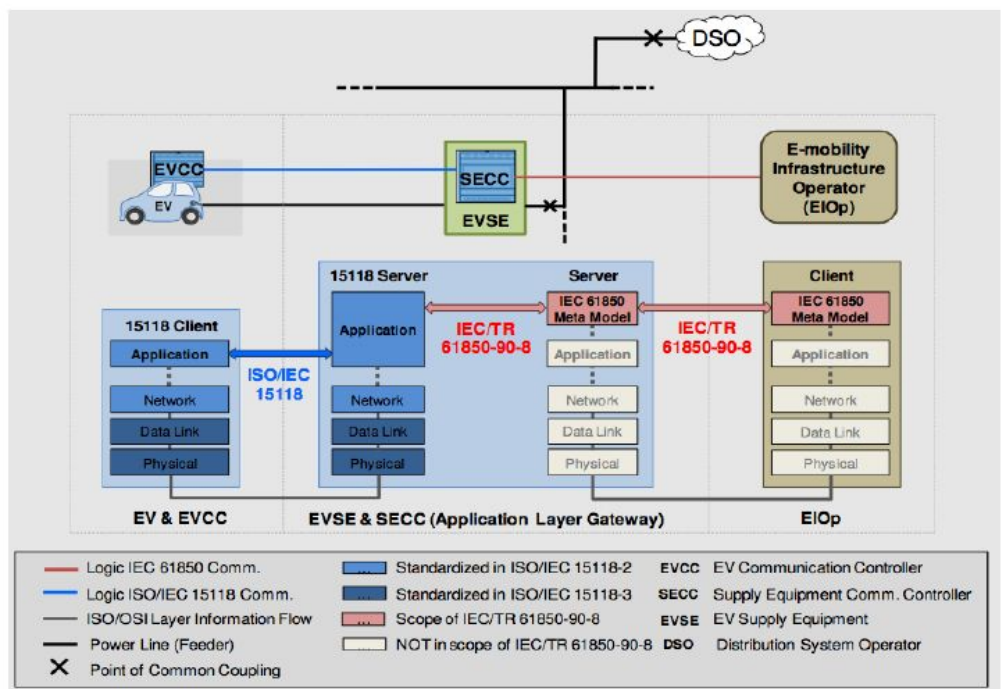 DSO
EVCC
EV
SECC
EVSE
E-mobility
Infrastructure
Operator
(EIOp)
15118 Client
Application
Network
Data Link
Physical
ISO/IEC
15118
15118 Server
Application
Network
Data Link
Physical
IEC/TR
61850-90-8
Server
IEC 61850
Meta Model
Application
Network
Data Link
Physical
IEC/TR
61850-90-8
Client
IEC 61850
Meta Model
Application
Network
Data Link
Physical
EV & EVCC
EVSE & SECC (Application Layer Gateway)
EIOp
Logic IEC 61850 Comm.
Logic ISO/IEC 15118 Comm.
ISO/OSI Layer Information Flow
Power Line (Feeder)
Point of Common Coupling
... Standardized in ISO/IEC 15118-2
... Standardized in ISO/IEC 15118-3
... Scope of IEC/TR 61850-90-8
... NOT in scope of IEC/TR 61850-90-8
EVCC EV Communication Controller
SECC Supply Equipment Comm. Controller
EVSE EV Supply Equipment
DSO Distribution System Operator